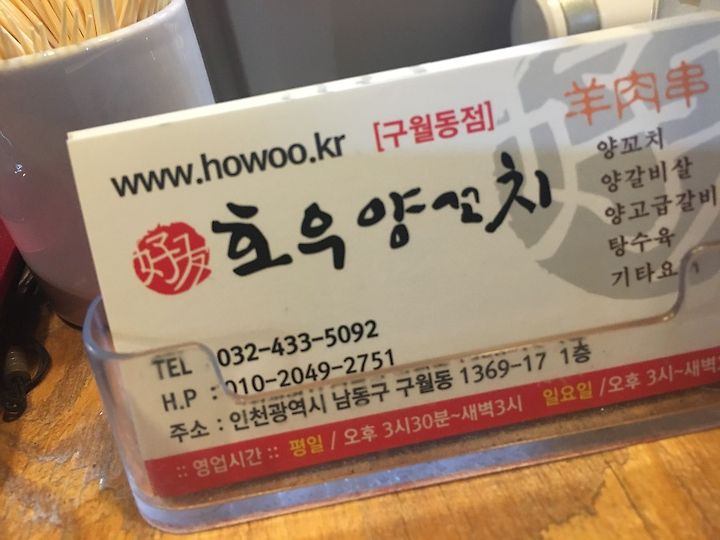 www.howoo.kr [구월동점]
羊肉串
好友 호우양꼬치
양꼬치
양갈비살
양고급갈비
탕수육
기타요
TEL : 032-433-5092
H.P : 010-2049-2751
주소 : 인천광역시 남동구 구월동 1369-17 1층
:: 영업시간 :: 평일 / 오후 3시30분~새벽3시 일요일 /오후 3시~새벽